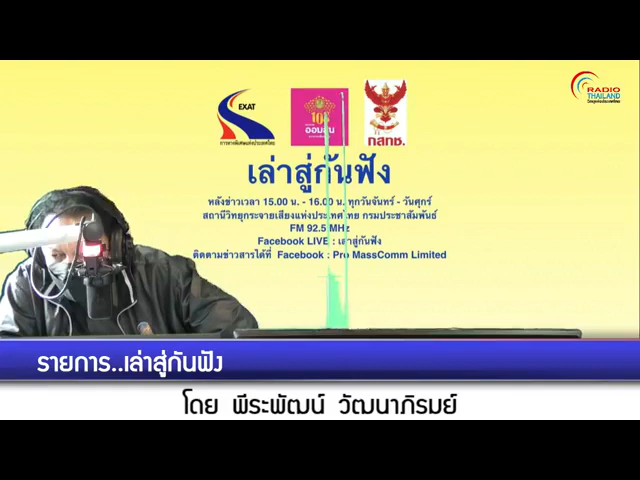 RADIO
THAILAND
EXAT
การทางพิเศษแห่งประเทศไทย
ออมสิน
กสทช.
เล่าสู่กันฟัง
หลังข่าวเวลา 15.00 น. - 16.00 น. ทุกวันจันทร์ - วันศุกร์
สถานีวิทยุกระจายเสียงแห่งประเทศไทย กรมประชาสัมพันธ์
FM 92.5 MHz
Facebook LIVE : เล่าสู่กันฟัง
ติดตามข่าวสารได้ที่ Facebook : Pro MassComm Limited
รายการ..เล่าสู่กันฟัง
โดย พีระพัฒน์ วัฒนาภิรมย์